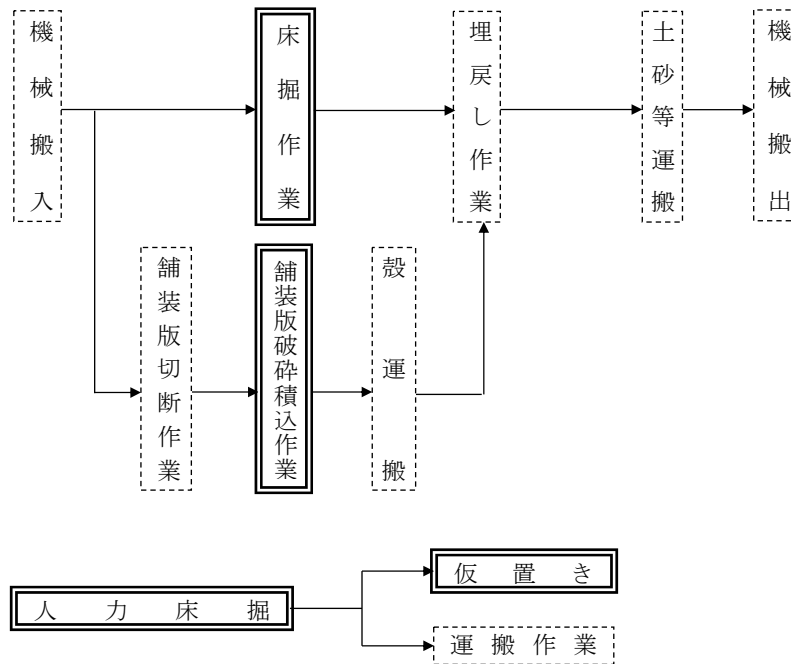 機械搬入
床掘作業
埋戻し作業
土砂等運搬
機械搬出
舗装版切断作業
舗装版破砕積込作業
殻運搬
人力床掘
仮置き
運搬作業